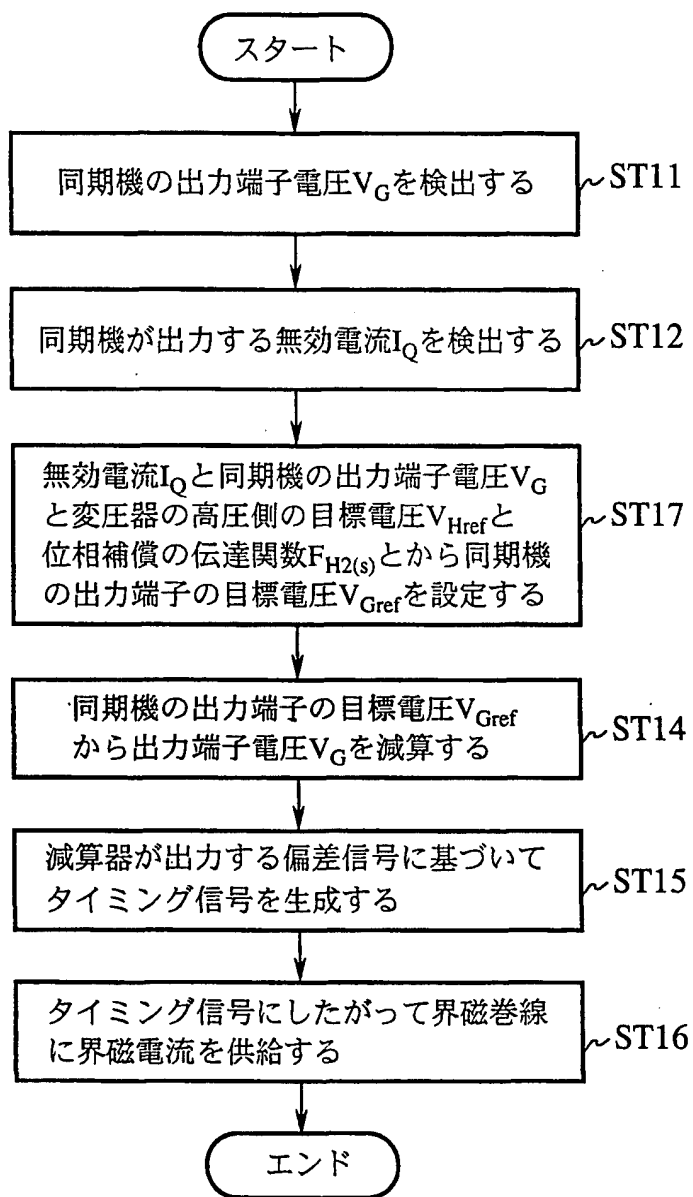 スタート
同期機の出力端子電圧VGを検出する
ST11
同期機が出力する無効電流IQを検出する
ST12
無効電流IQと同期機の出力端子電圧VG
と変圧器の高圧側の目標電圧VHrefと
位相補償の伝達関数FH2(s)とから同期機
の出力端子の目標電圧VGrefを設定する
ST17
同期機の出力端子の目標電圧VGref
から出力端子電圧VGを減算する
ST14
減算器が出力する偏差信号に基づいて
タイミング信号を生成する
ST15
タイミング信号にしたがって界磁巻線
に界磁電流を供給する
ST16
エンド